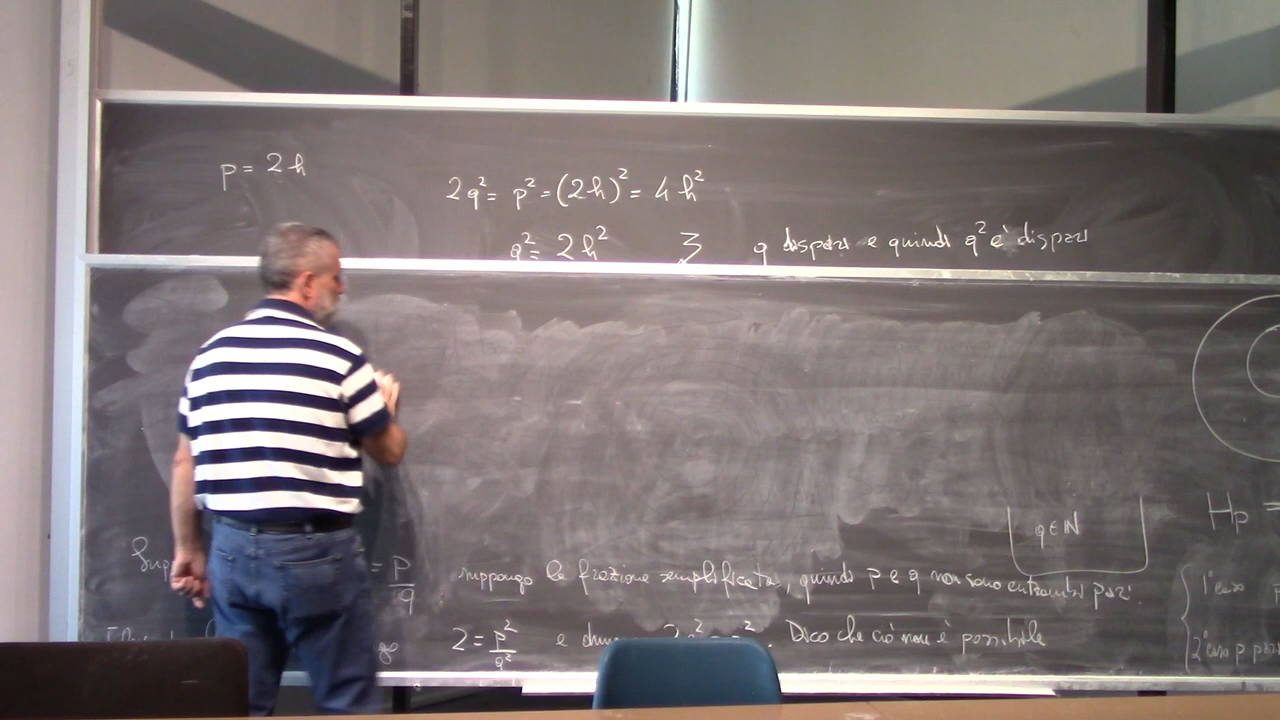 p = 2h
2q² = p² = (2h)² = 4h²
q² = 2h² q dispari e quindi q² è dispari
q ∈ ℕ
Hp =
= p/q suppongo la frazione semplificata, quindi p e q non sono entrambi pari.
1° caso
2 = p²/q² e Dico che ciò non è possibile
2° caso p pari